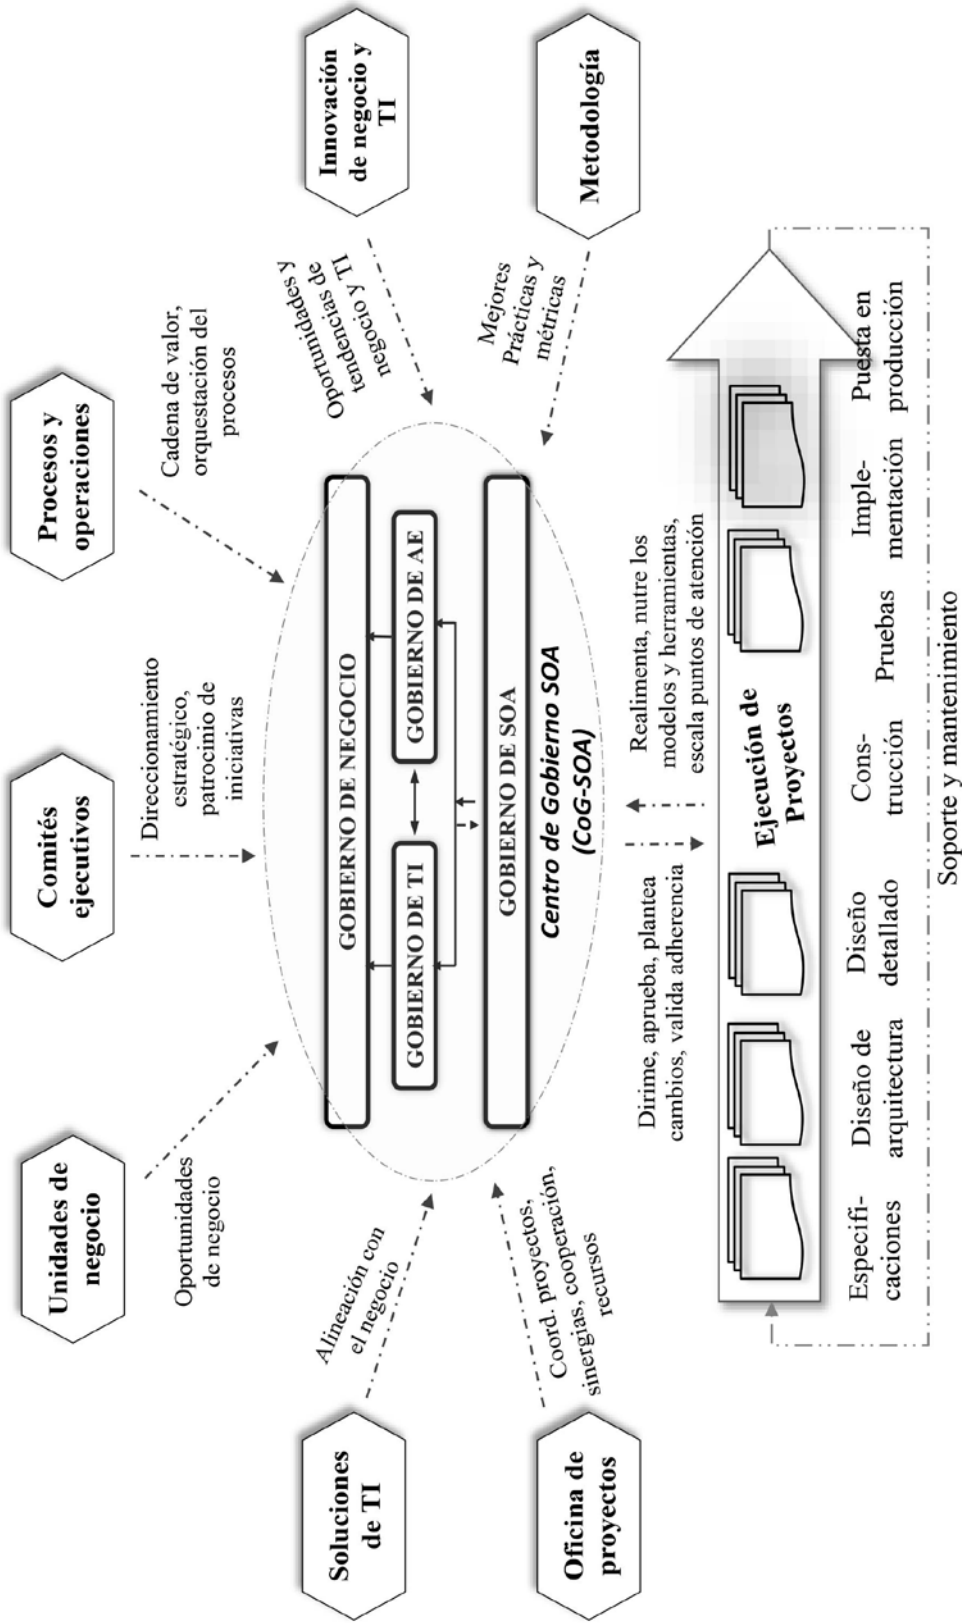 Unidades de
negocio
Comités
ejecutivos
Procesos y
operaciones
Oportunidades
de negocio
Direccionamiento
estratégico,
patrocinio de
iniciativas
Cadena de valor,
orquestación del
procesos
Soluciones
de TI
Alineación con
el negocio
Innovación
de negocio y
TI
Oportunidades y
tendencias de
negocio y TI
GOBIERNO DE NEGOCIO
GOBIERNO DE TI
GOBIERNO DE AE
GOBIERNO DE SOA
Centro de Gobierno SOA
(CoG-SOA)
Oficina de
proyectos
Coord. proyectos,
sinergias, cooperación,
recursos
Metodología
Mejores
Prácticas y
métricas
Dirime, aprueba, plantea
cambios, valida adherencia
Realimenta, nutre los
modelos y herramientas,
escala puntos de atención
Ejecución de
Proyectos
Especifi-
caciones
Diseño de
arquitectura
Diseño
detallado
Cons-
trucción
Pruebas
Imple-
mentación
Puesta en
producción
Soporte y mantenimiento